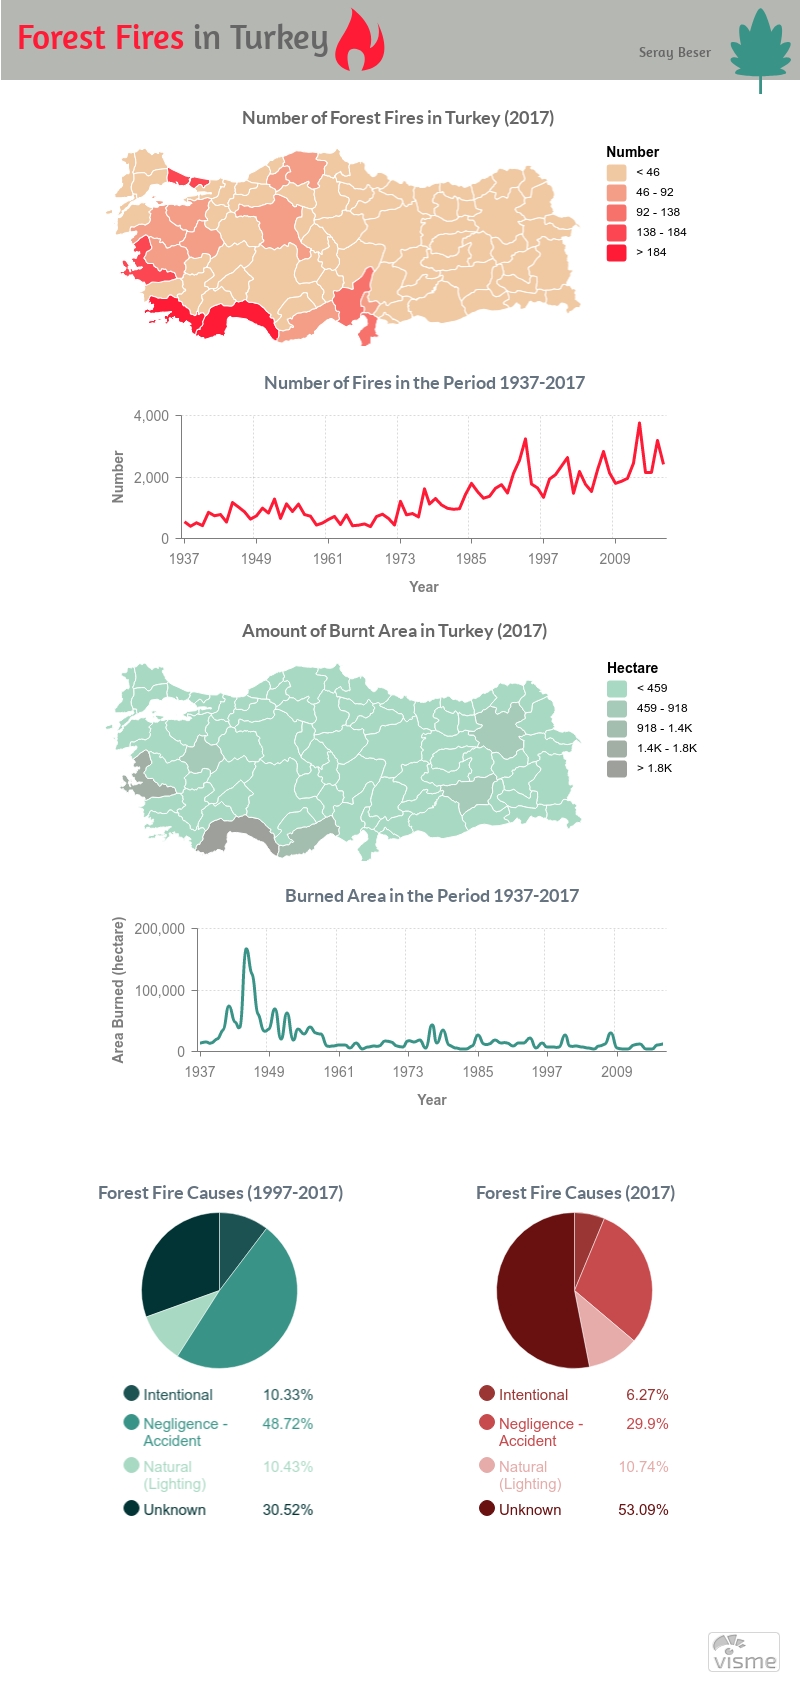 Forest Fires in Turkey
Seray Beser
Number of Forest Fires in Turkey (2017)
Number
< 46
46 - 92
92 - 138
138 - 184
> 184
Number of Fires in the Period 1937-2017
Number
4,000
2,000
0
1937 1949 1961 1973 1985 1997 2009
Year
Amount of Burnt Area in Turkey (2017)
Hectare
< 459
459 - 918
918 - 1.4K
1.4K - 1.8K
> 1.8K
Burned Area in the Period 1937-2017
Area Burned (hectare)
200,000
100,000
0
1937 1949 1961 1973 1985 1997 2009
Year
Forest Fire Causes (1997-2017)
Intentional 10.33%
Negligence - 48.72%
Accident
Natural 10.43%
(Lighting)
Unknown 30.52%
Forest Fire Causes (2017)
Intentional 6.27%
Negligence - 29.9%
Accident
Natural 10.74%
(Lighting)
Unknown 53.09%
visme